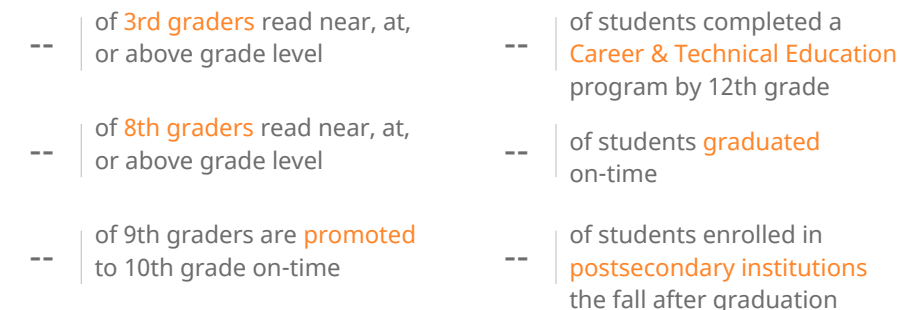 --
of 3rd graders read near, at,
or above grade level
--
of 8th graders read near, at,
or above grade level
--
of 9th graders are promoted
to 10th grade on-time
--
of students completed a
Career & Technical Education
program by 12th grade
--
of students graduated
on-time
--
of students enrolled in
postsecondary institutions
the fall after graduation